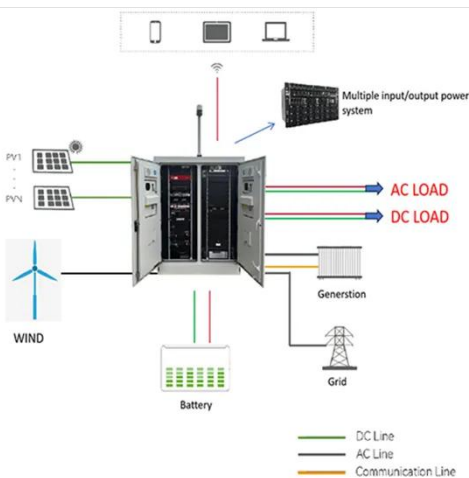 Multiple input/output power
system
PV1
PVN
AC LOAD
DC LOAD
WIND
Generstion
Grid
Battery
DC Line
AC Line
Communication Line